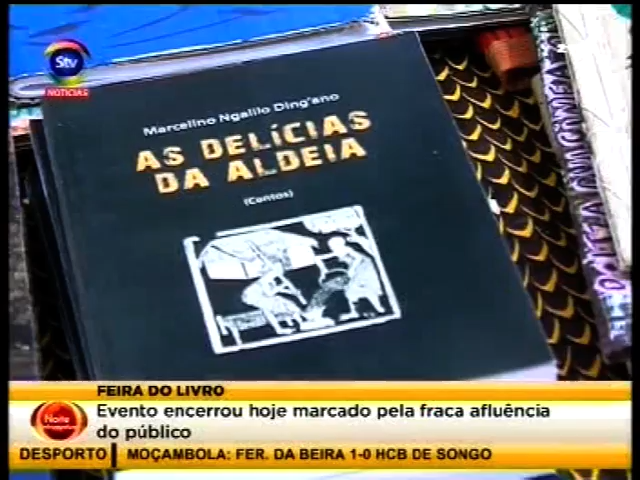 Stv
NOTÍCIAS
Marcelino Ngalilo Ding'ano
AS DELÍCIAS
DA ALDEIA
(Contos)
FEIRA DO LIVRO
Noite
Evento encerrou hoje marcado pela fraca afluência
do público
DESPORTO
MOÇAMBOLA: FER. DA BEIRA 1-0 HCB DE SONGO